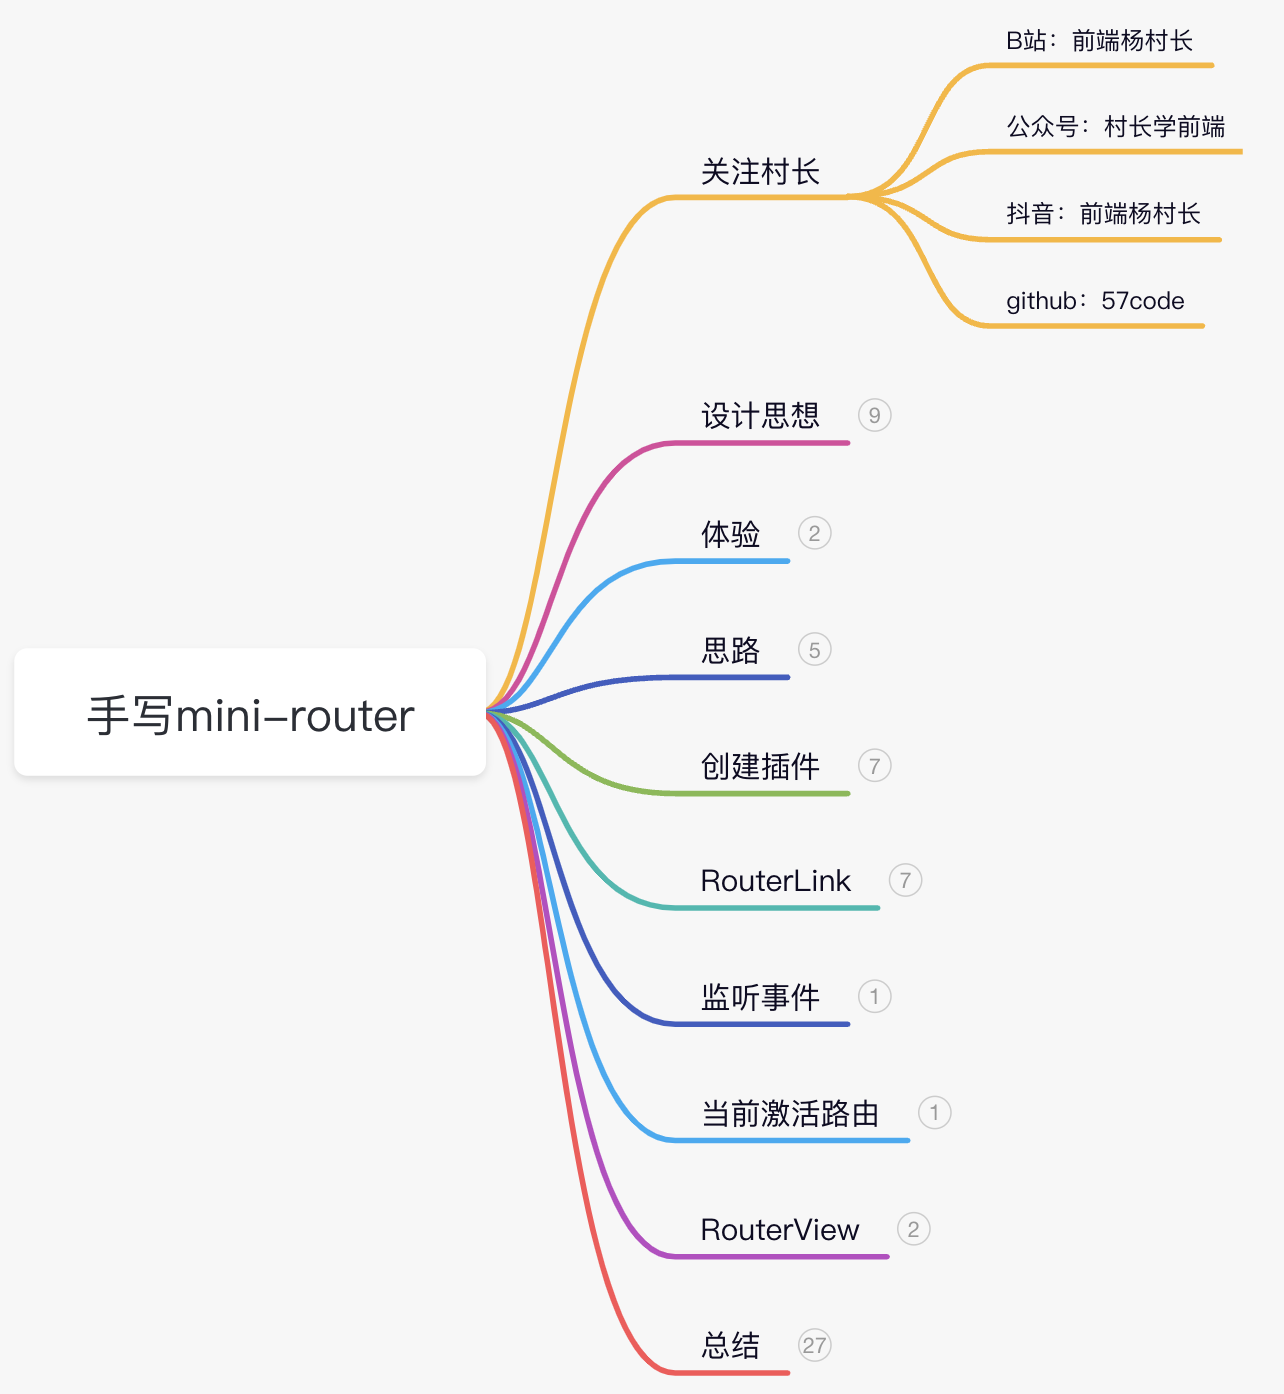 手写mini-router
关注村长
B站：前端杨村长
公众号：村长学前端
抖音：前端杨村长
github：57code
设计思想 9
体验 2
思路 5
创建插件 7
RouterLink 7
监听事件 1
当前激活路由 1
RouterView 2
总结 27